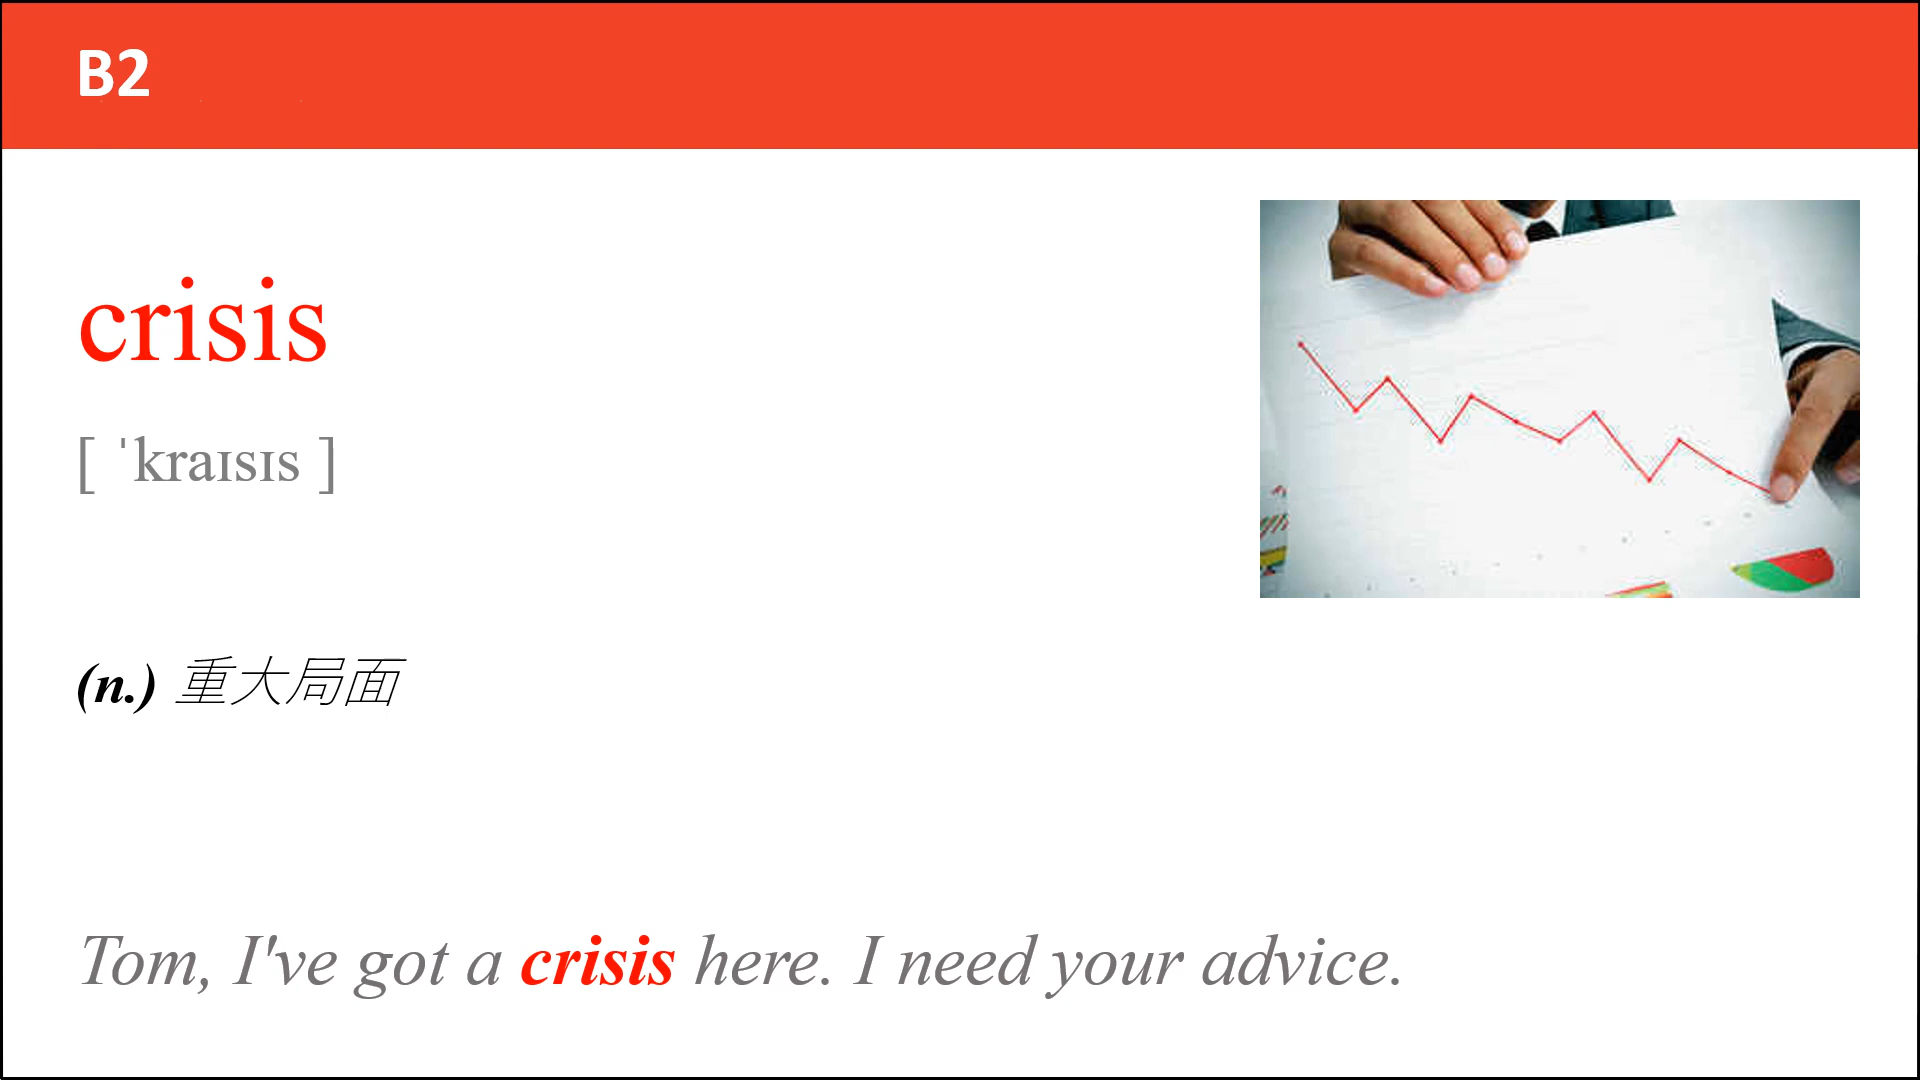 B2
crisis
[ ˈkraɪsɪs ]
(n.) 重大局面
Tom, I've got a crisis here. I need your advice.